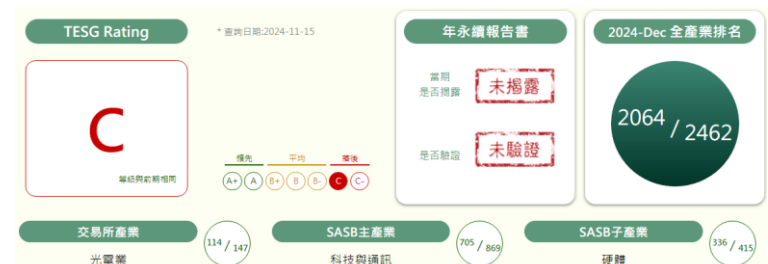 TESG Rating
* 查詢日期:2024-11-15
年永續報告書
2024-Dec 全產業排名
C
等級與前期相同
領先 平均 落後
A+ A B+ B B- C C-
當期
是否揭露
未揭露
是否驗證
未驗證
2064 / 2462
交易所產業
光電業
114 / 147
SASB主產業
科技與通訊
705 / 869
SASB子產業
硬體
336 / 415